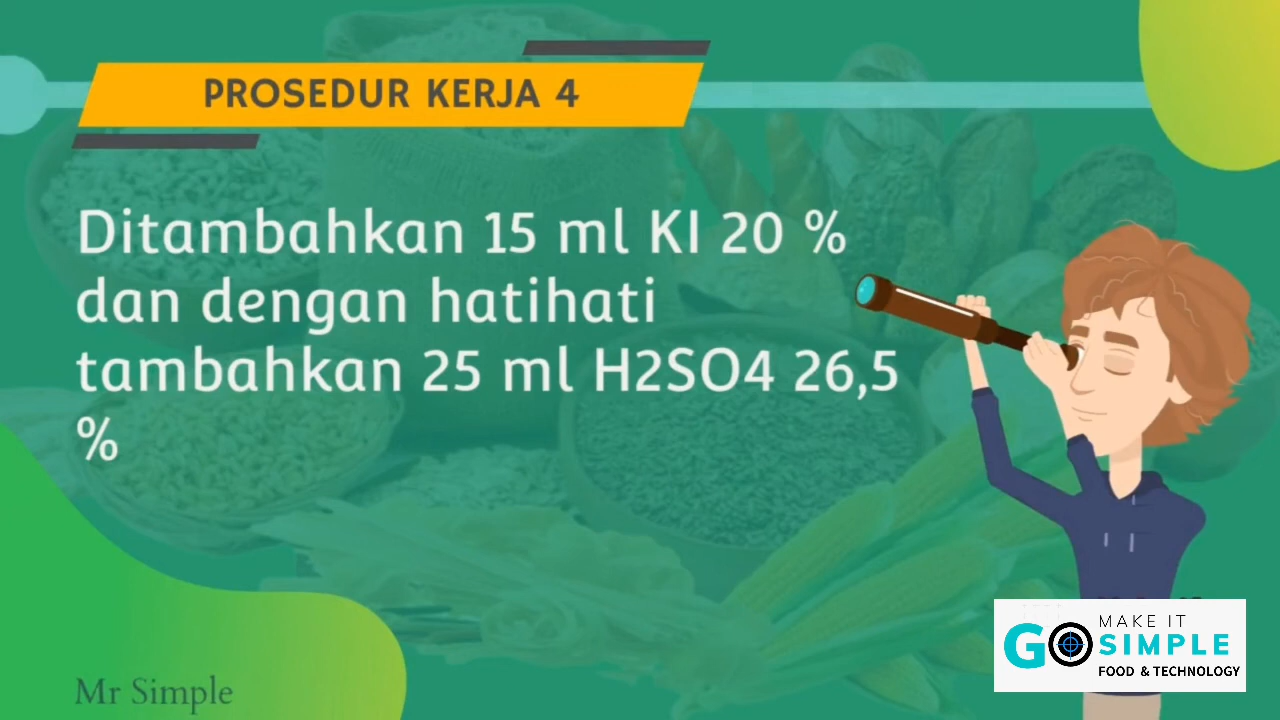 PROSEDUR KERJA 4
Ditambahkan 15 ml KI 20 %
dan dengan hatihati
tambahkan 25 ml H2SO4 26,5
%
Mr Simple
MAKE IT
GO SIMPLE
FOOD & TECHNOLOGY